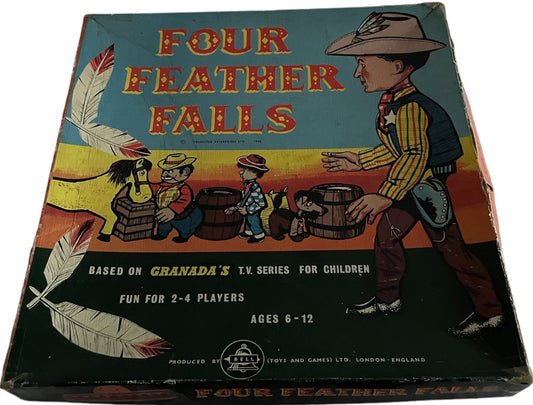 FOUR
FEATHER
FALLS
BASED ON GRANADA'S T.V. SERIES FOR CHILDREN
FUN FOR 2-4 PLAYERS
AGES 6-12
PRODUCED BY BELL (TOYS AND GAMES) LTD. LONDON-ENGLAND
FOUR FEATHER FALLS